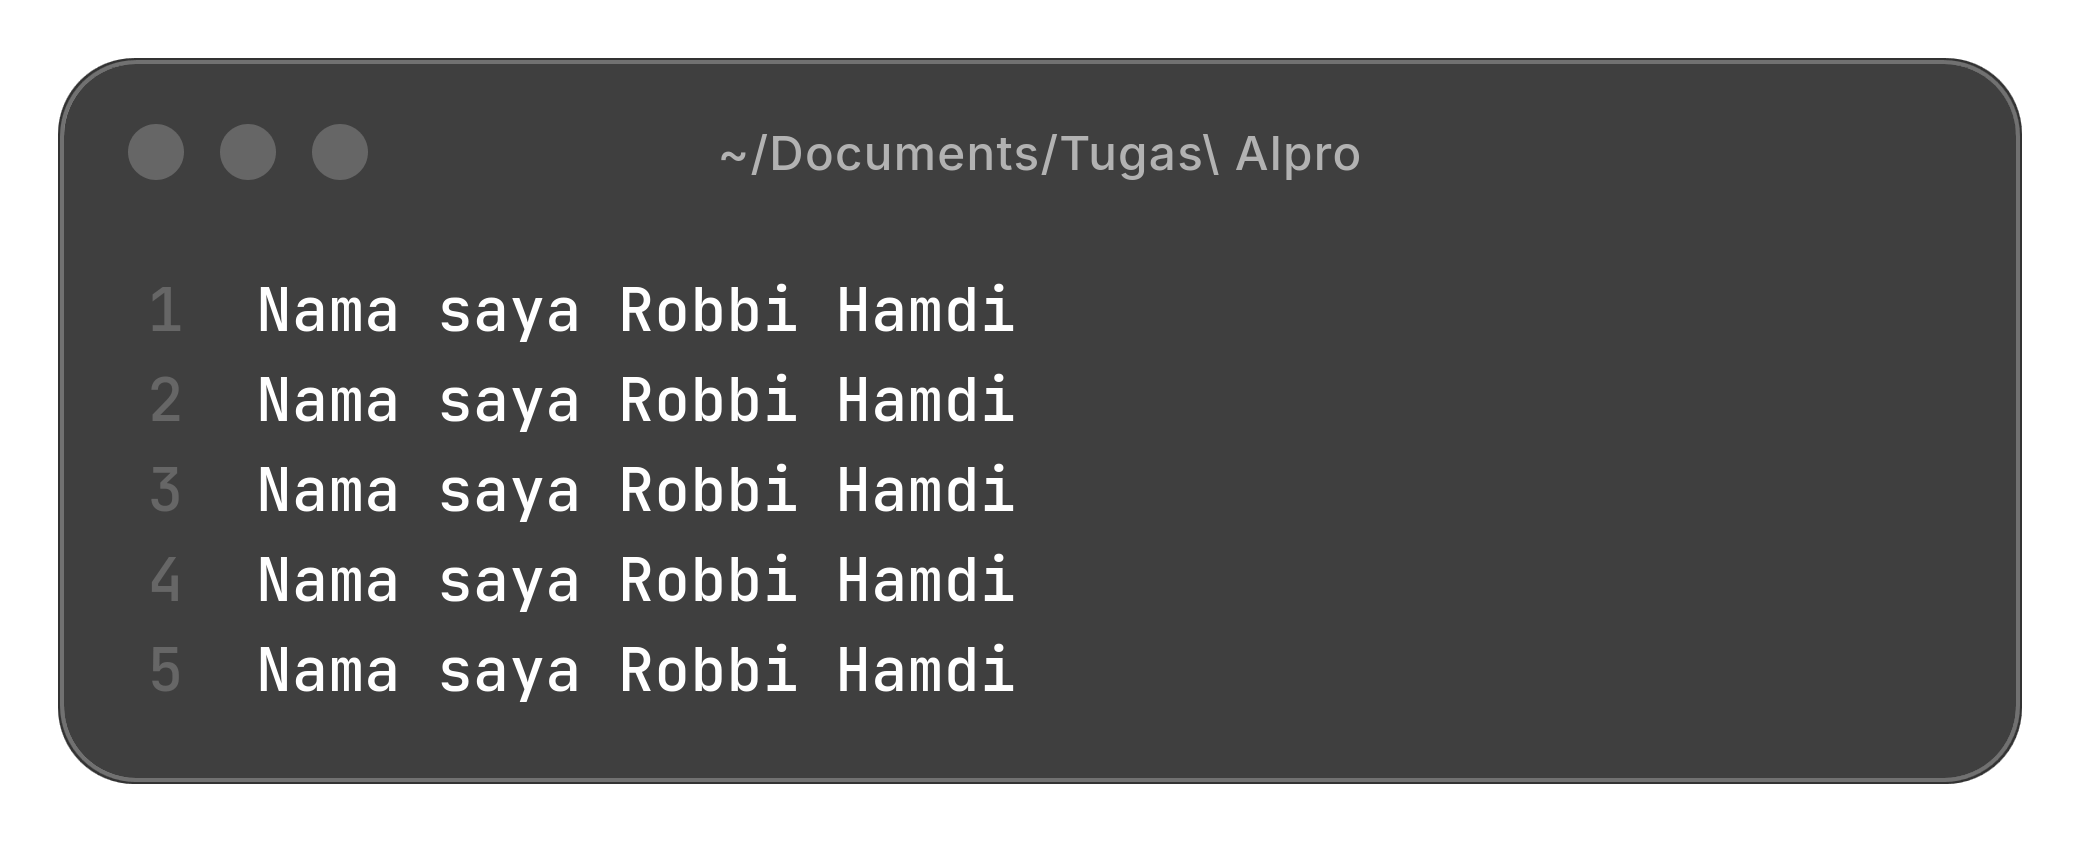 ~/Documents/Tugas\ Alpro
1 Nama saya Robbi Hamdi
2 Nama saya Robbi Hamdi
3 Nama saya Robbi Hamdi
4 Nama saya Robbi Hamdi
5 Nama saya Robbi Hamdi